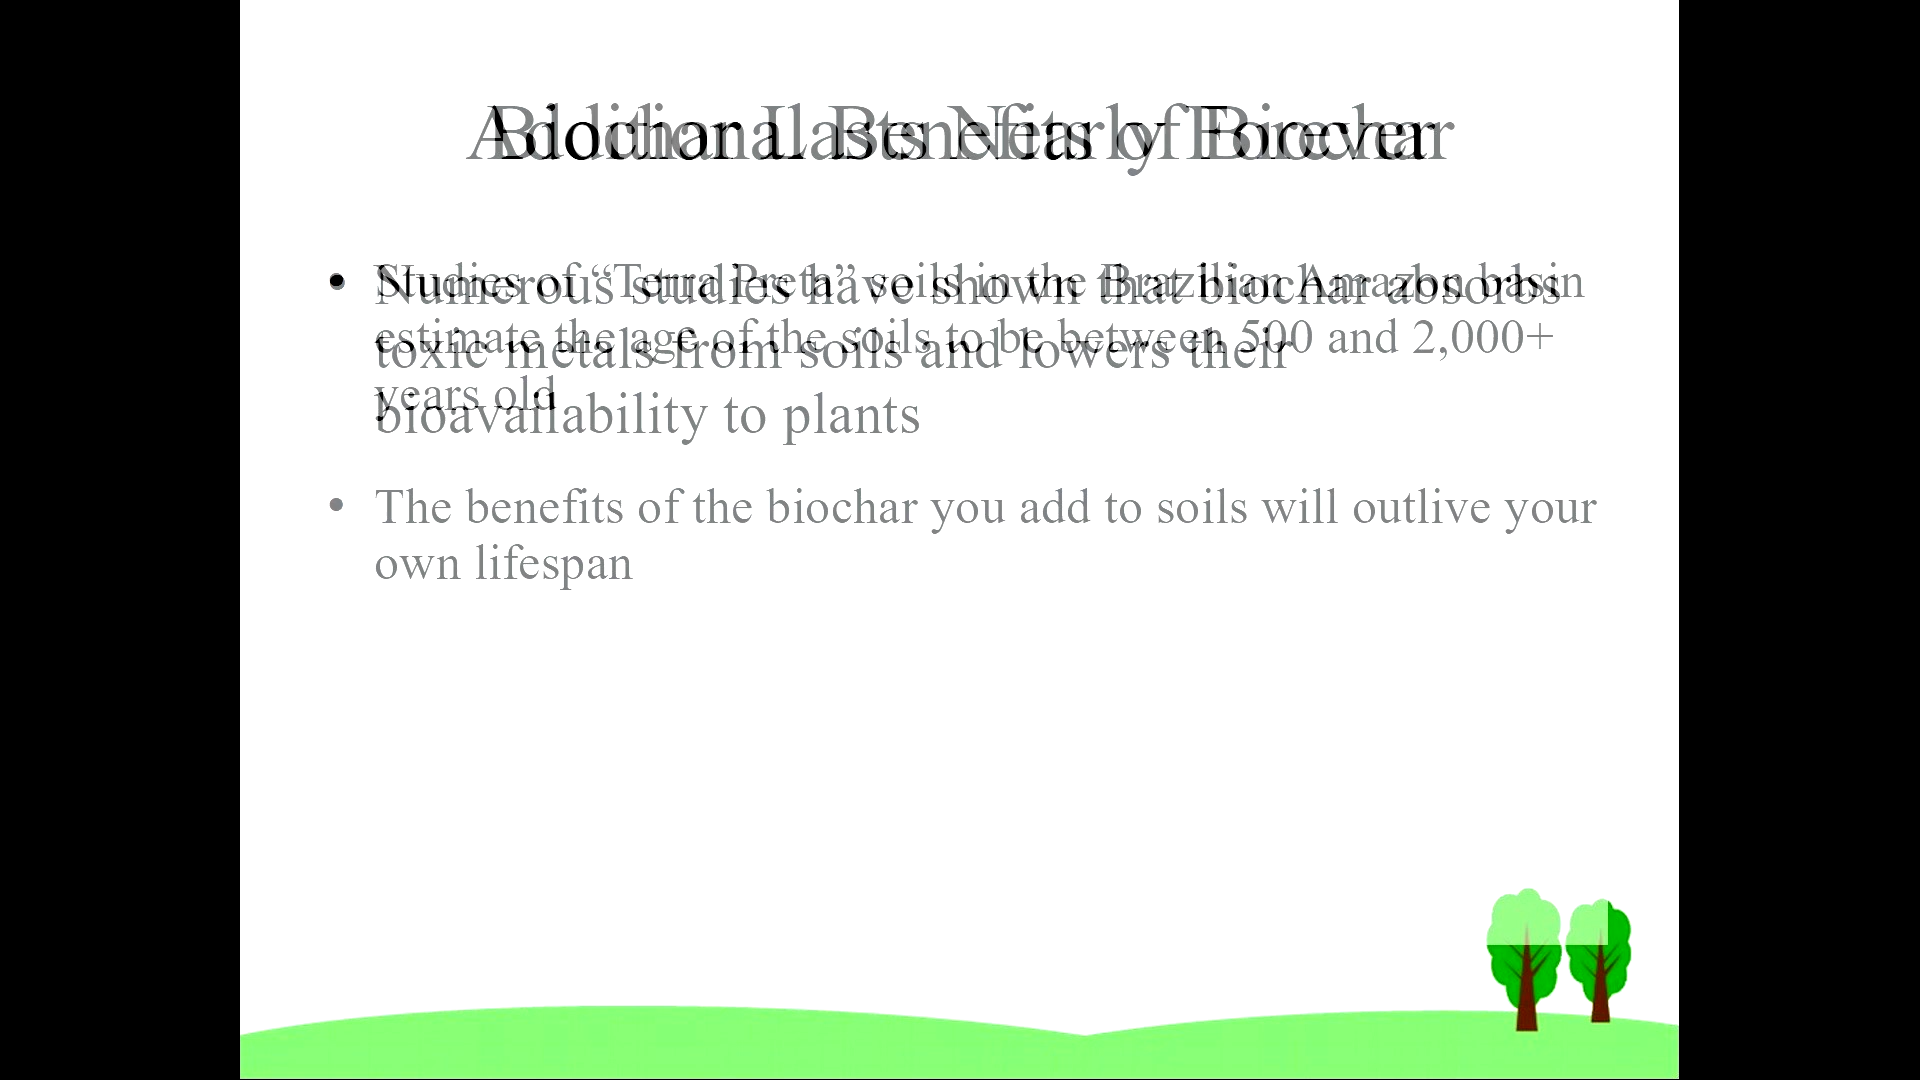 Additional Benefits of Biochar
Biochar Lasts Nearly Forever
• Numerous studies have shown that biochar absorbs
toxic metals from soils and lowers their
bioavailability to plants
• Studies of “Terra Preta” soils in the Brazilian Amazon basin
estimate the age of the soils to be between 500 and 2,000+
years old
• The benefits of the biochar you add to soils will outlive your
own lifespan